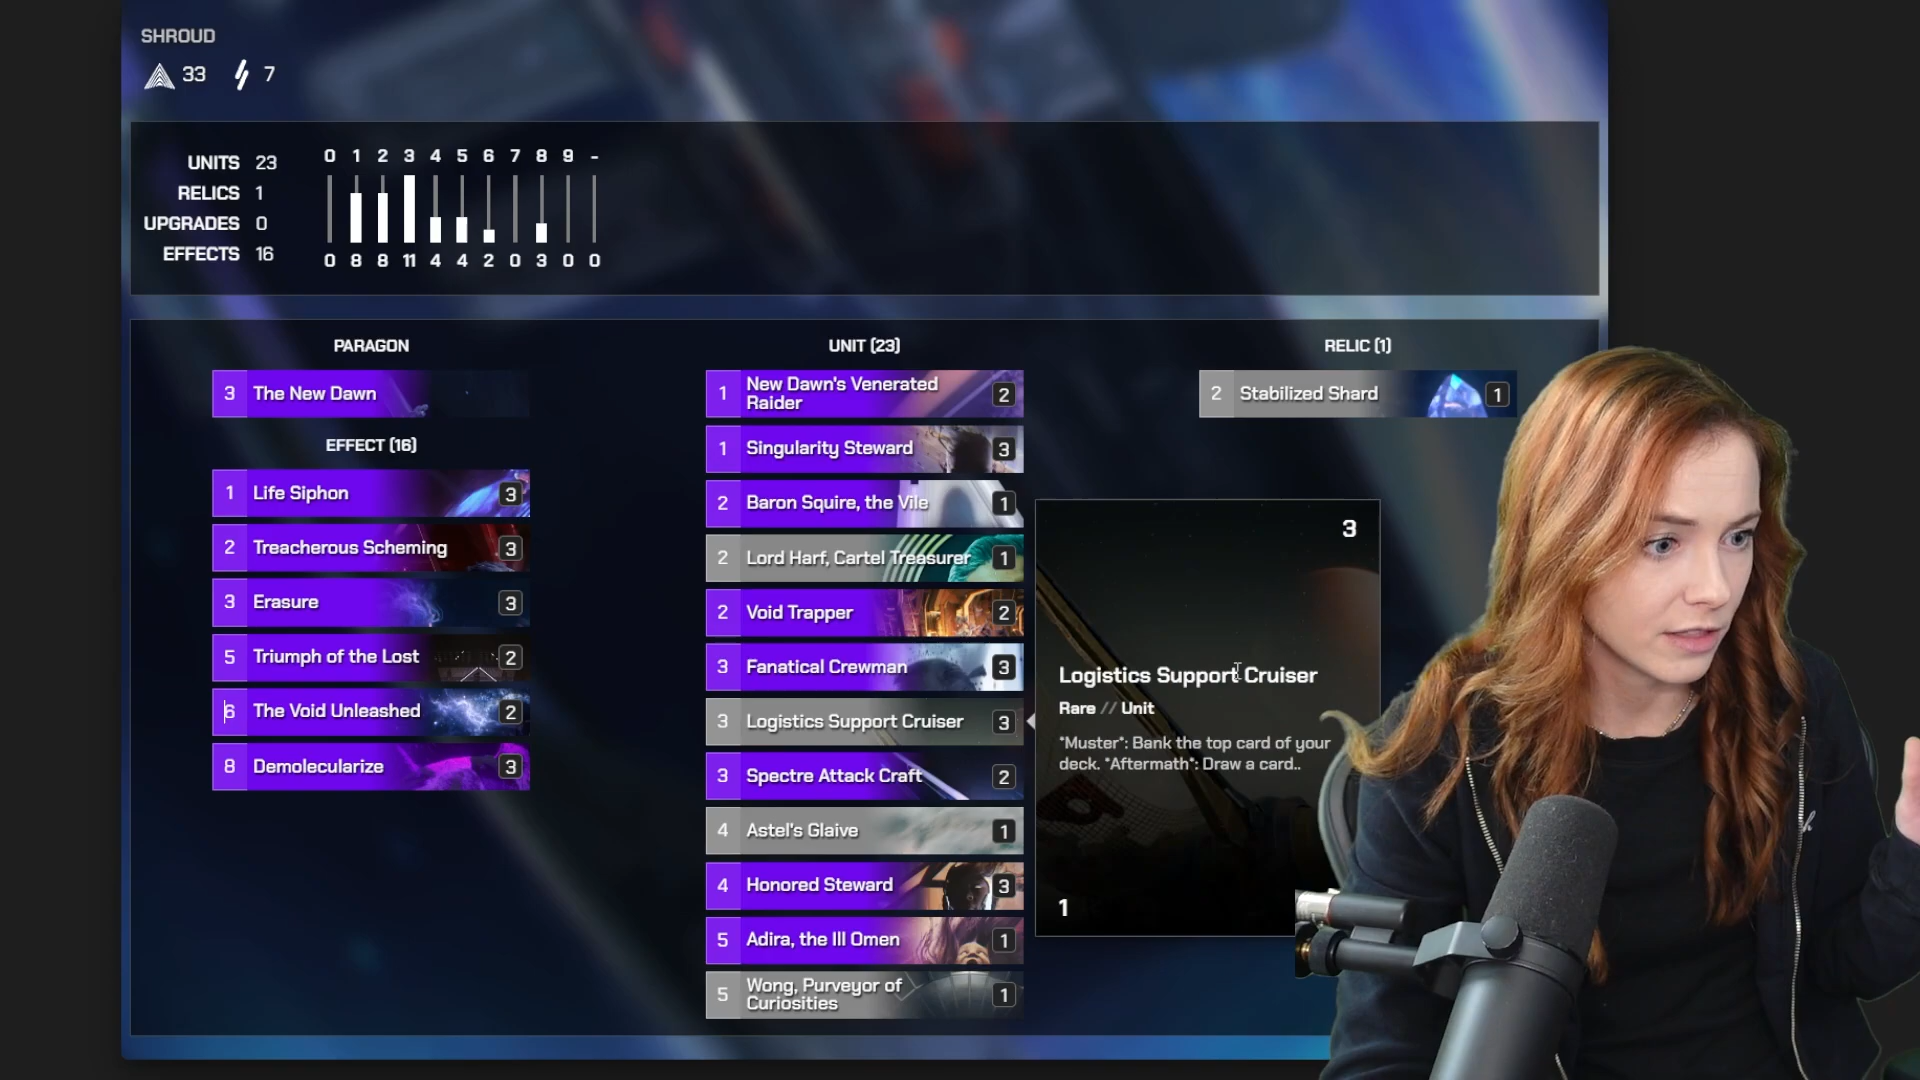 SHROUD
33 7
UNITS 23
RELICS 1
UPGRADES 0
EFFECTS 16
0 1 2 3 4 5 6 7 8 9 -
0 8 8 11 4 4 2 0 3 0 0
PARAGON
3 The New Dawn
EFFECT (16)
1 Life Siphon 3
2 Treacherous Scheming 3
3 Erasure 3
5 Triumph of the Lost 2
6 The Void Unleashed 2
8 Demolecularize 3
UNIT (23)
1 New Dawn's Venerated
Raider 2
1 Singularity Steward 3
2 Baron Squire, the Vile 1
2 Lord Harf, Cartel Treasurer 1
2 Void Trapper 2
3 Fanatical Crewman 3
3 Logistics Support Cruiser 3
3 Spectre Attack Craft 2
4 Astel's Glaive 1
4 Honored Steward 3
5 Adira, the Ill Omen 1
5 Wong, Purveyor of
Curiosities 1
RELIC (1)
2 Stabilized Shard 1
3
Logistics Support Cruiser
Rare // Unit
*Muster*: Bank the top card of your
deck. *Aftermath*: Draw a card..
1